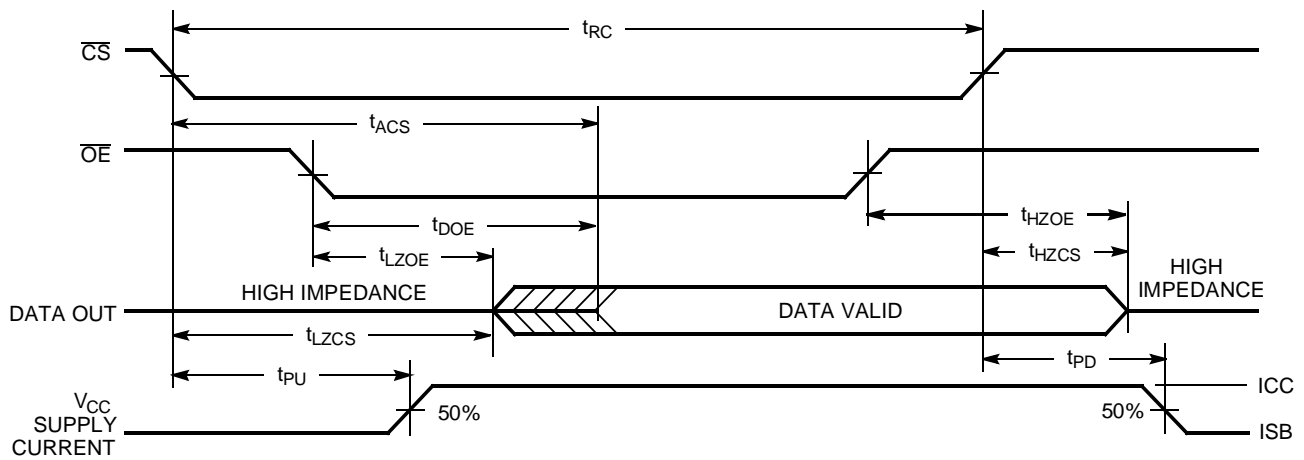 tRC
CS
tACS
OE
tDOE
tHZOE
tLZOE
tHZCS
HIGH IMPEDANCE
HIGH
IMPEDANCE
DATA OUT
DATA VALID
tLZCS
tPU
tPD
VCC
SUPPLY
CURRENT
50%
50%
ICC
ISB